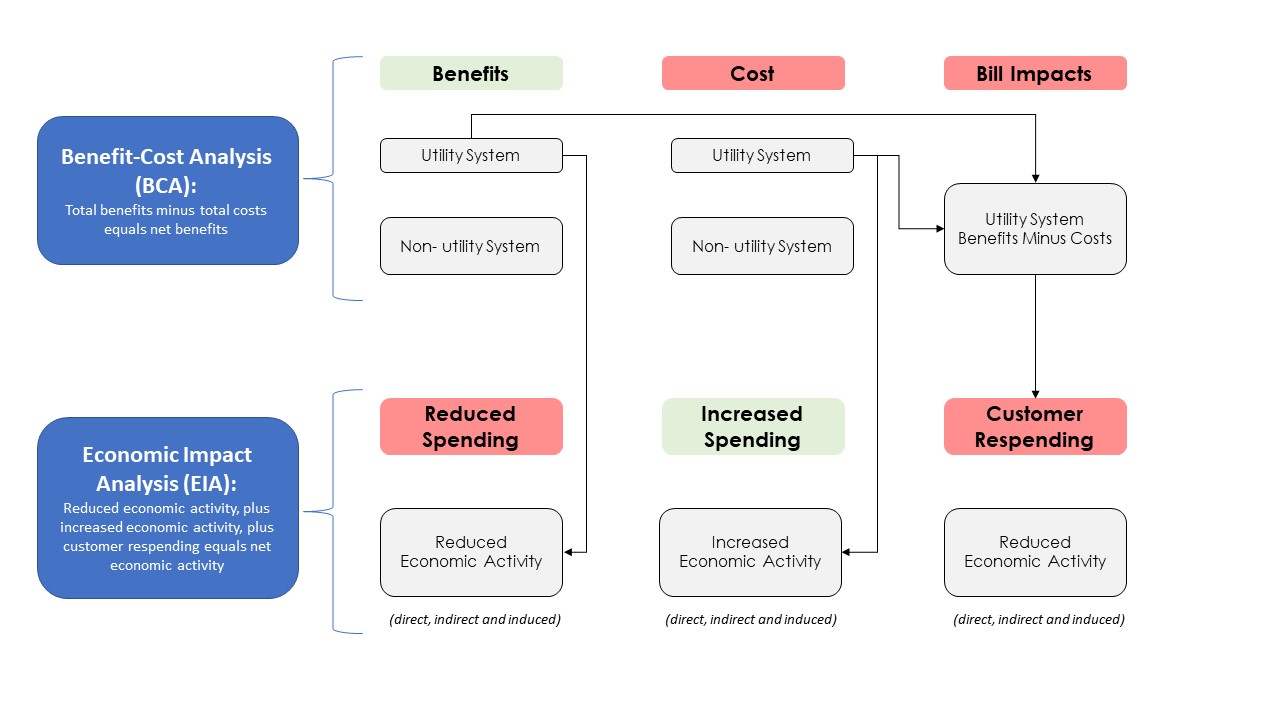 Benefits
Cost
Bill Impacts
Benefit-Cost Analysis
(BCA):
Total benefits minus total costs
equals net benefits
Utility System
Utility System
Utility System
Benefits Minus Costs
Non- utility System
Non- utility System
Economic Impact
Analysis (EIA):
Reduced economic activity, plus
increased economic activity, plus
customer respending equals net
economic activity
Reduced
Spending
Increased
Spending
Customer
Respending
Reduced
Economic Activity
Increased
Economic Activity
Reduced
Economic Activity
(direct, indirect and induced)
(direct, indirect and induced)
(direct, indirect and induced)